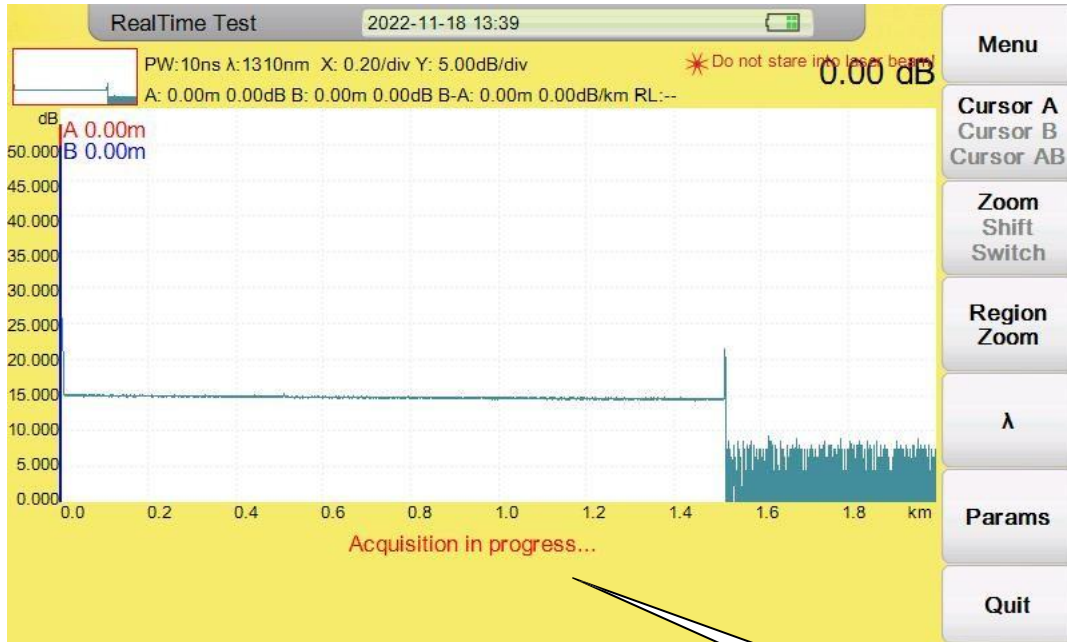 RealTime Test
2022-11-18 13:39
PW:10ns λ:1310nm X: 0.20/div Y: 5.00dB/div
Do not stare into laser beam!
0.00 dB
A: 0.00m 0.00dB B: 0.00m 0.00dB B-A: 0.00m 0.00dB/km RL:--
dB
A 0.00m
B 0.00m
50.000
45.000
40.000
35.000
30.000
25.000
20.000
15.000
10.000
5.000
0.000
0.0 0.2 0.4 0.6 0.8 1.0 1.2 1.4 1.6 1.8 km
Acquisition in progress...
Menu
Cursor A
Cursor B
Cursor AB
Zoom
Shift
Switch
Region
Zoom
λ
Params
Quit